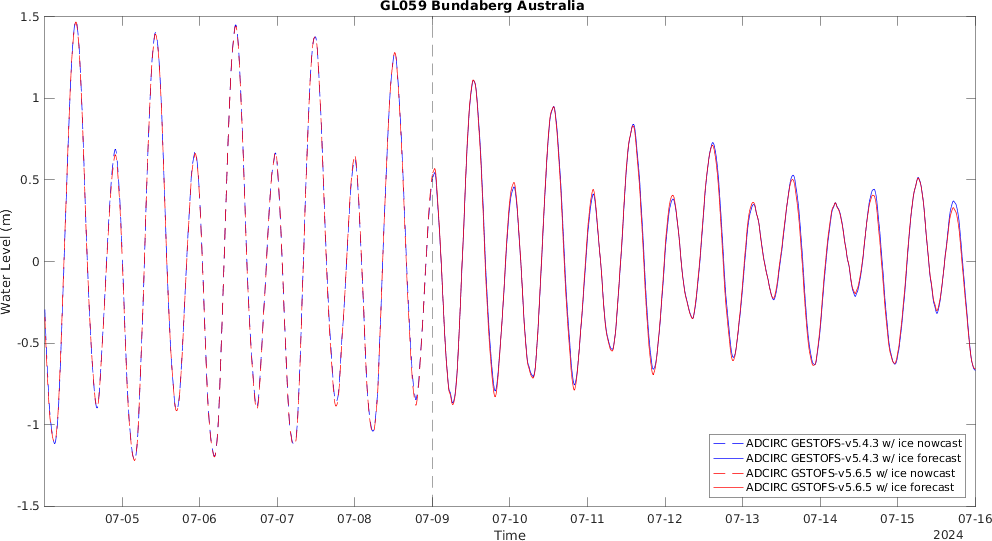 GL059 Bundaberg Australia
Water Level (m)
1.5
1
0.5
0
-0.5
-1
-1.5
ADCIRC GESTOFS-v5.4.3 w/ ice nowcast
ADCIRC GESTOFS-v5.4.3 w/ ice forecast
ADCIRC GSTOFS-v5.6.5 w/ ice nowcast
ADCIRC GSTOFS-v5.6.5 w/ ice forecast
07-05 07-06 07-07 07-08 07-09 07-10 07-11 07-12 07-13 07-14 07-15 07-16
Time
2024